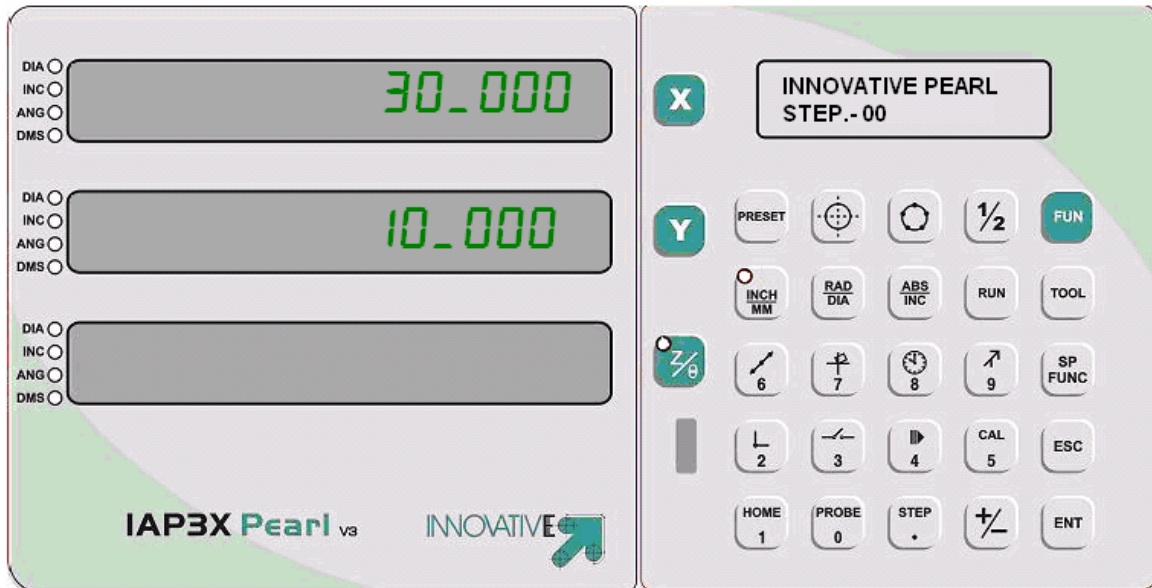 DIA
INC
ANG
DMS
30_000
DIA
INC
ANG
DMS
10_000
DIA
INC
ANG
DMS
IAP3X Pearl V3
INNOVATIVE
X
INNOVATIVE PEARL
STEP.- 00
Y
PRESET
1/2
FUN
INCH
MM
RAD
DIA
ABS
INC
RUN
TOOL
Z/θ
6
7
8
9
SP
FUNC
2
3
4
CAL
5
ESC
HOME
1
PROBE
0
STEP
.
+/-
ENT